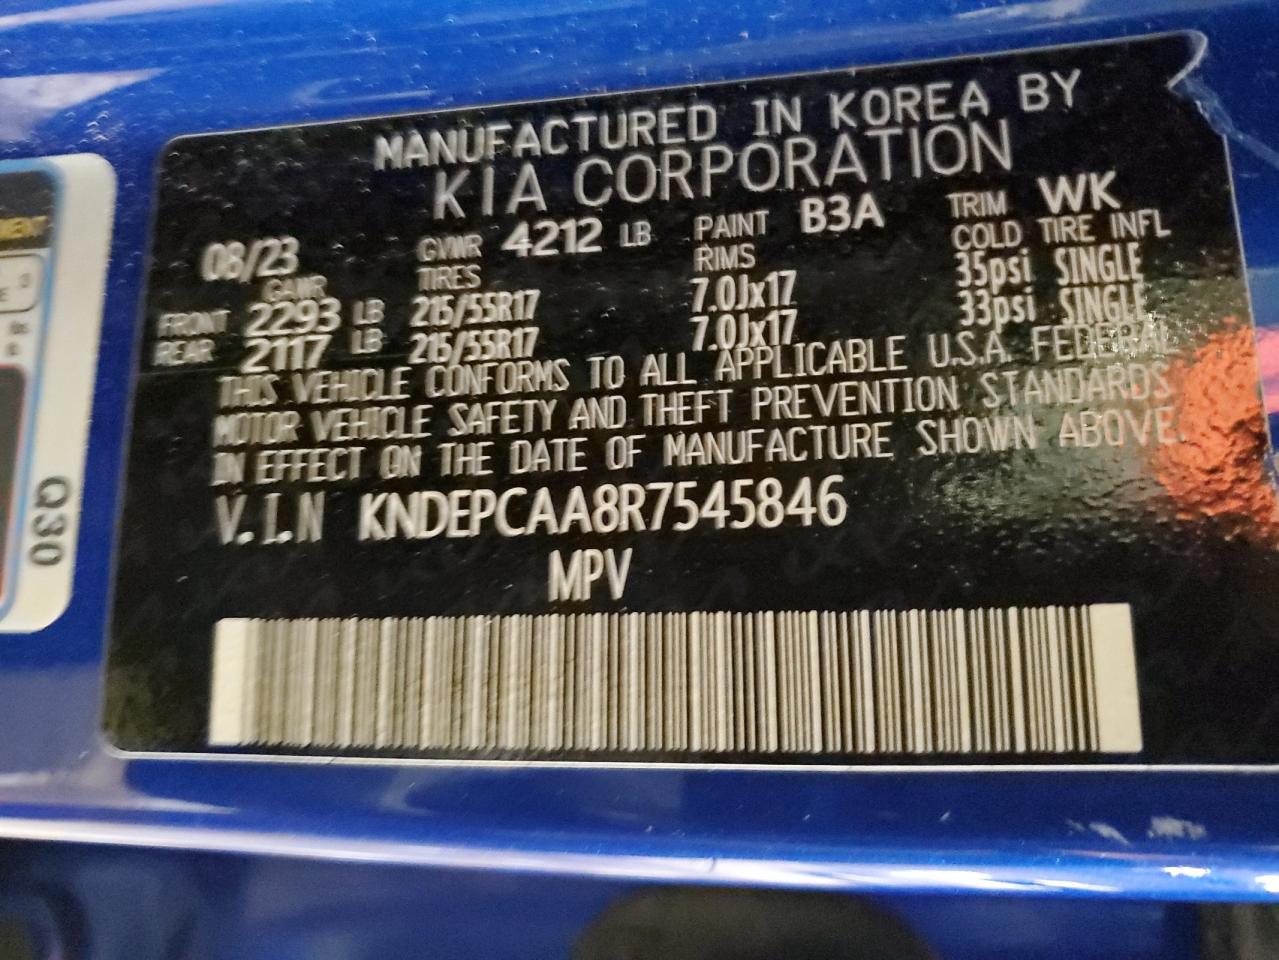 MANUFACTURED IN KOREA BY
KIA CORPORATION
08/23 GVWR 4212 LB PAINT B3A TRIM WK
GAWR TIRES RIMS COLD TIRE INFL
FRONT 2293 LB 215/55R17 7.0Jx17 35psi SINGLE
REAR 2117 LB 215/55R17 7.0Jx17 33psi SINGLE
THIS VEHICLE CONFORMS TO ALL APPLICABLE U.S.A. FEDERAL
MOTOR VEHICLE SAFETY AND THEFT PREVENTION STANDARDS
IN EFFECT ON THE DATE OF MANUFACTURE SHOWN ABOVE.
V.I.N KNDEPCAA8R7545846
MPV
Q30